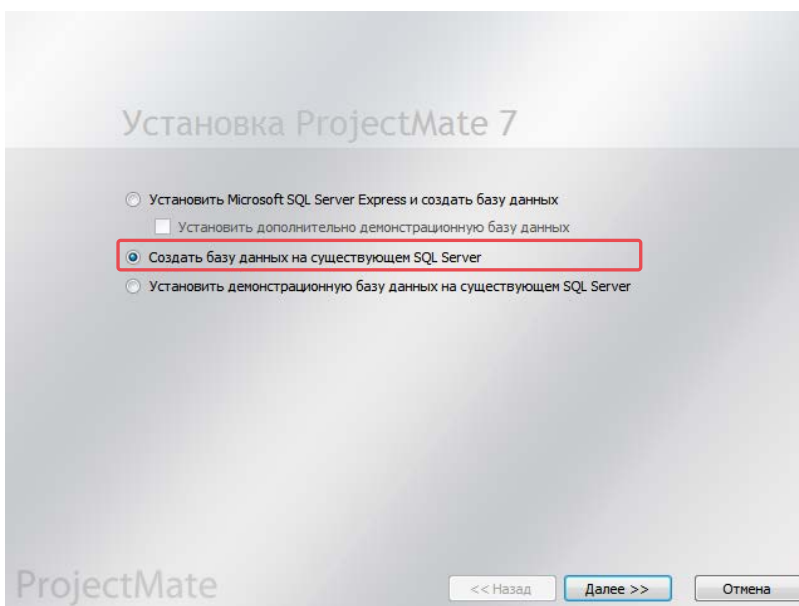 Установка ProjectMate 7
Установить Microsoft SQL Server Express и создать базу данных
Установить дополнительно демонстрационную базу данных
Создать базу данных на существующем SQL Server
Установить демонстрационную базу данных на существующем SQL Server
ProjectMate
<< Назад
Далее >>
Отмена